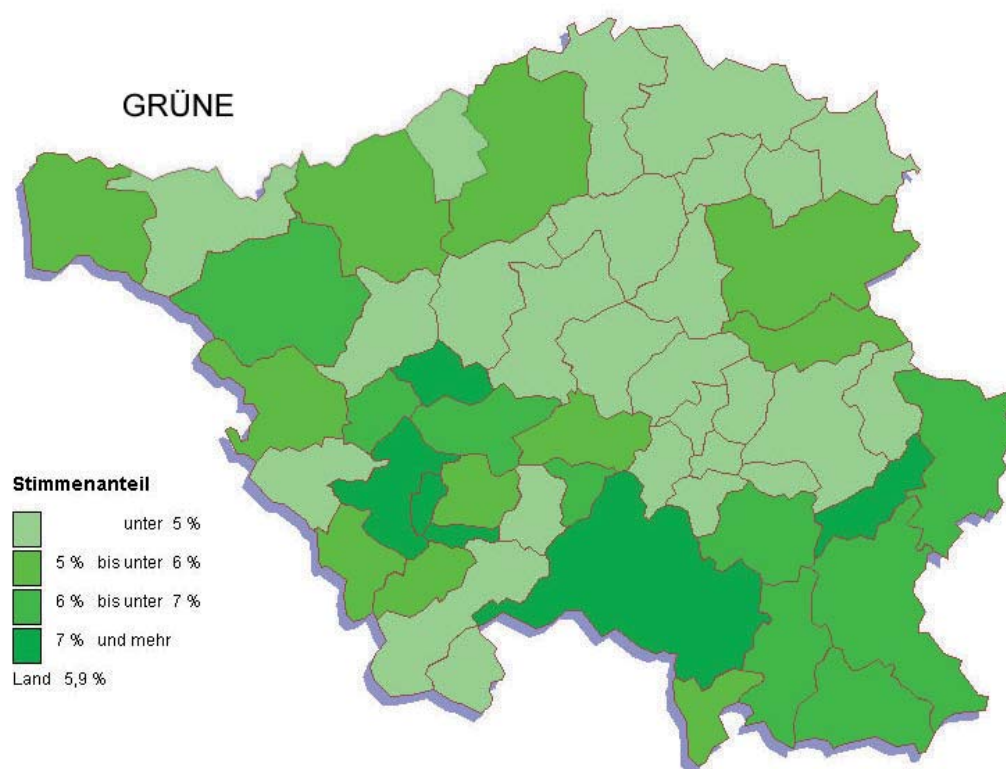 GRÜNE
Stimmenanteil
unter 5 %
5 % bis unter 6 %
6 % bis unter 7 %
7 % und mehr
Land 5,9 %